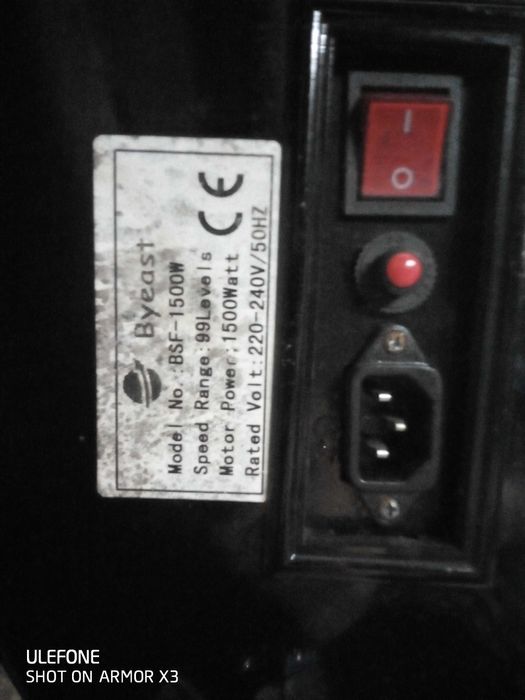 Byeast
Model No.:BSF-1500W
Speed Range:99Levels
Motor Power:1500Watt
Rated Volt:220-240V/50HZ
CE
I
O
ULEFONE
SHOT ON ARMOR X3